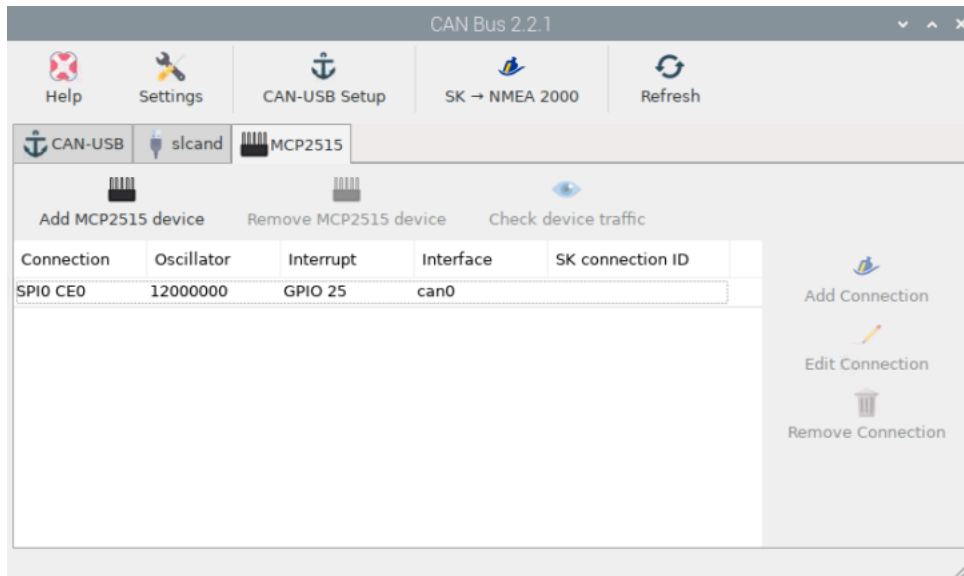 CAN Bus 2.2.1
Help Settings CAN-USB Setup SK → NMEA 2000 Refresh
CAN-USB slcand MCP2515
Add MCP2515 device Remove MCP2515 device Check device traffic
Connection Oscillator Interrupt Interface SK connection ID
SPI0 CE0 12000000 GPIO 25 can0
Add Connection
Edit Connection
Remove Connection